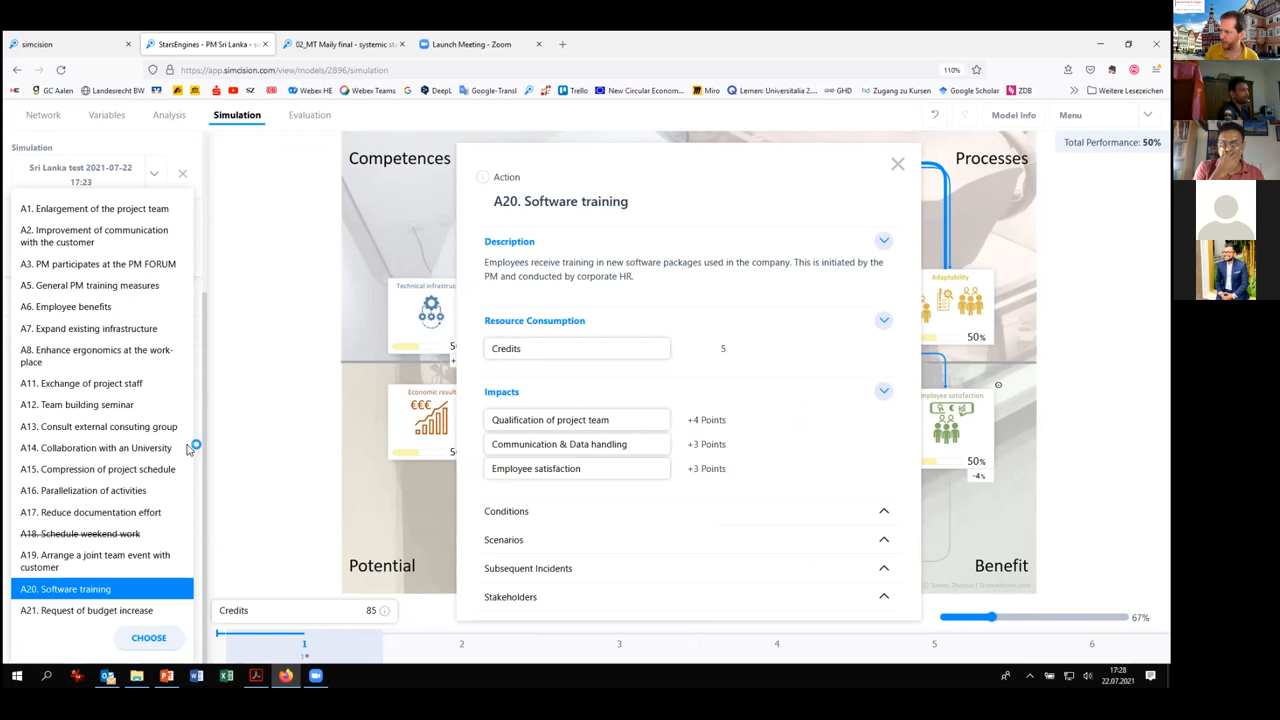 simcision
StarsEngines - PM Sri Lanka - s
02_MT Maily final - systemic st
Launch Meeting - Zoom
https://app.simcision.com/view/models/2896/simulation
110%
GC Aalen
Landesrecht BW
SZ
Webex HE
Webex Teams
DeepL
Google-Transl
Trello
New Circular Econom...
Miro
Lernen: Universitalia 2....
GHD
Zugang zu Kursen
Google Scholar
ZDB
Weitere Lesezeichen
Network
Variables
Analysis
Simulation
Evaluation
Model Info
Menu
Simulation
Sri Lanka test 2021-07-22
17:23
Total Performance: 50%
A1. Enlargement of the project team
A2. Improvement of communication
with the customer
A3. PM participates at the PM FORUM
A5. General PM training measures
A6. Employee benefits
A7. Expand existing infrastructure
A8. Enhance ergonomics at the work-
place
A11. Exchange of project staff
A12. Team building seminar
A13. Consult external consuting group
A14. Collaboration with an University
A15. Compression of project schedule
A16. Parallelization of activities
A17. Reduce documentation effort
A18. Schedule weekend work
A19. Arrange a joint team event with
customer
A20. Software training
A21. Request of budget increase
CHOOSE
Competences
Processes
Technical infrastruc
Economic result
Potential
Action
A20. Software training
Description
Employees receive training in new software packages used in the company. This is initiated by the
PM and conducted by corporate HR.
Resource Consumption
Credits
5
Impacts
Qualification of project team
+4 Points
Communication & Data handling
+3 Points
Employee satisfaction
+3 Points
Conditions
Scenarios
Subsequent Incidents
Stakeholders
Adaptability
50%
employee satisfaction
50%
-4%
Benefit
Credits
85
67%
1
2
3
4
5
6
17:28
22.07.2021